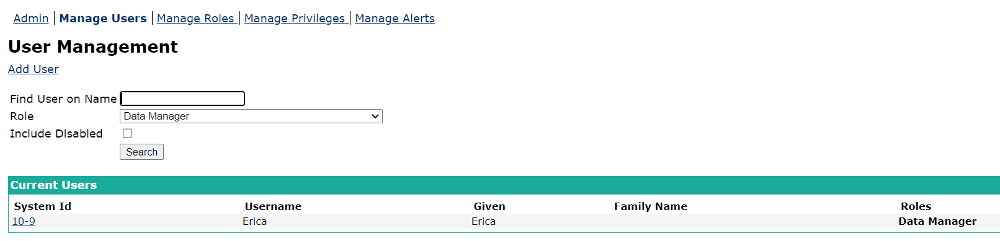 Admin Manage Users Manage Roles Manage Privileges Manage Alerts
User Management
Add User
Find User on Name
Role Data Manager
Include Disabled
Search
Current Users
System Id Username Given Family Name Roles
10-9 Erica Erica Data Manager